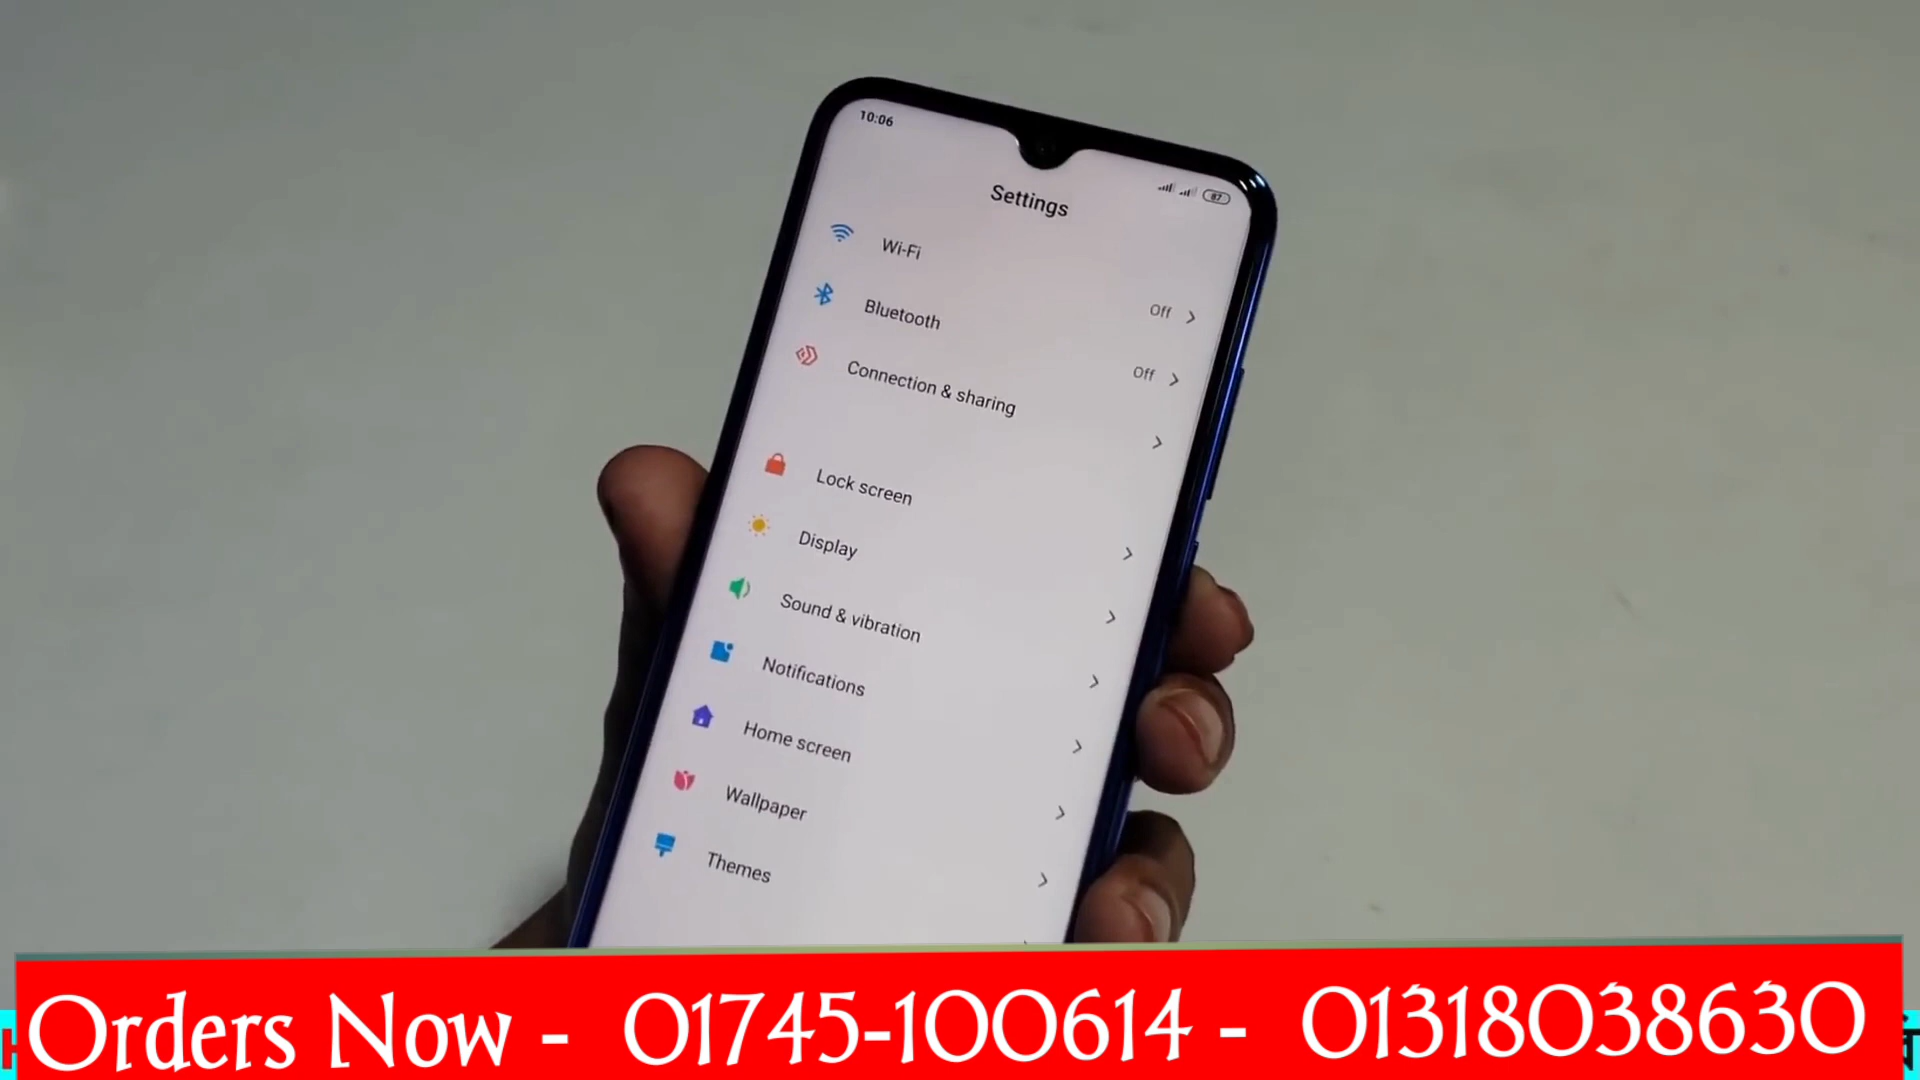 10:06
87
Settings
Wi-Fi
Off
Bluetooth
Off
Connection & sharing
Lock screen
Display
Sound & vibration
Notifications
Home screen
Wallpaper
Themes
Orders Now - 01745-100614 - 01318038630